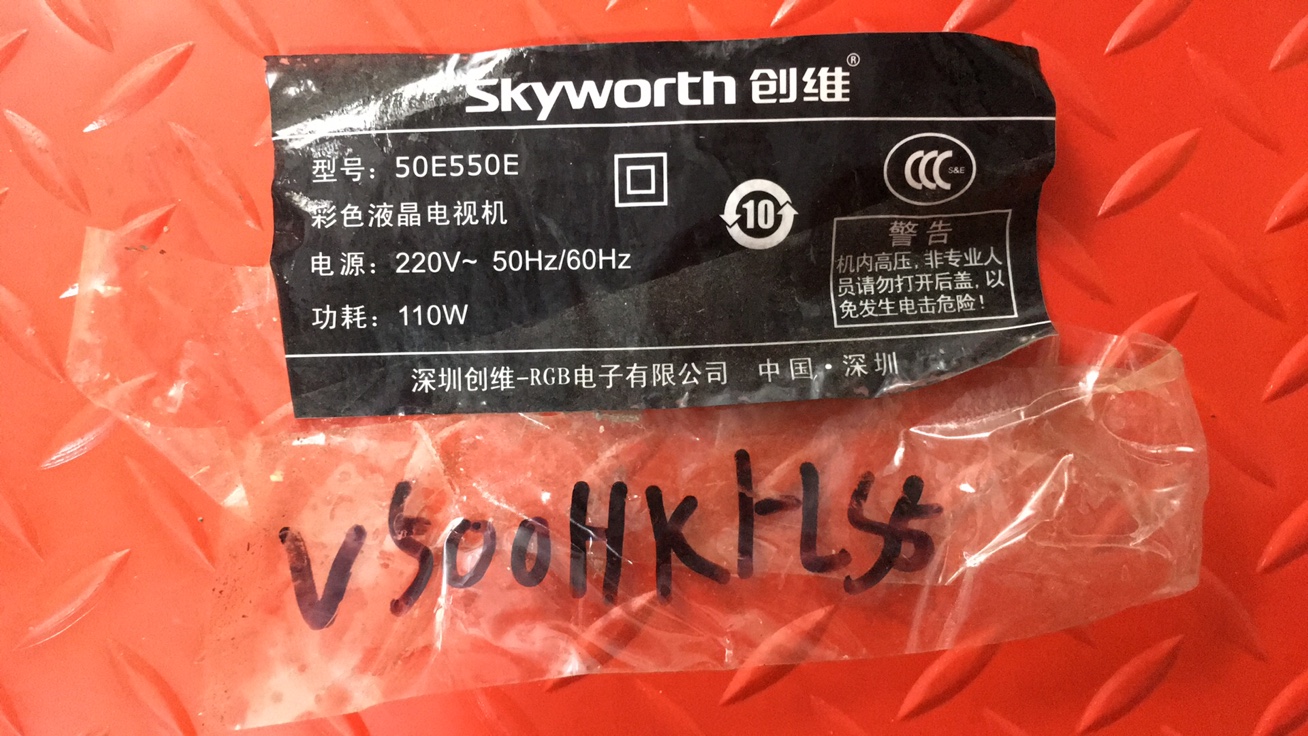 Skyworth 创维®
型号：50E550E
彩色液晶电视机
电源：220V~ 50Hz/60Hz
功耗：110W
10
CCC S&E
警告
机内高压，非专业人
员请勿打开后盖，以
免发生电击危险！
深圳创维-RGB电子有限公司 中国·深圳
V500HK1-LS5